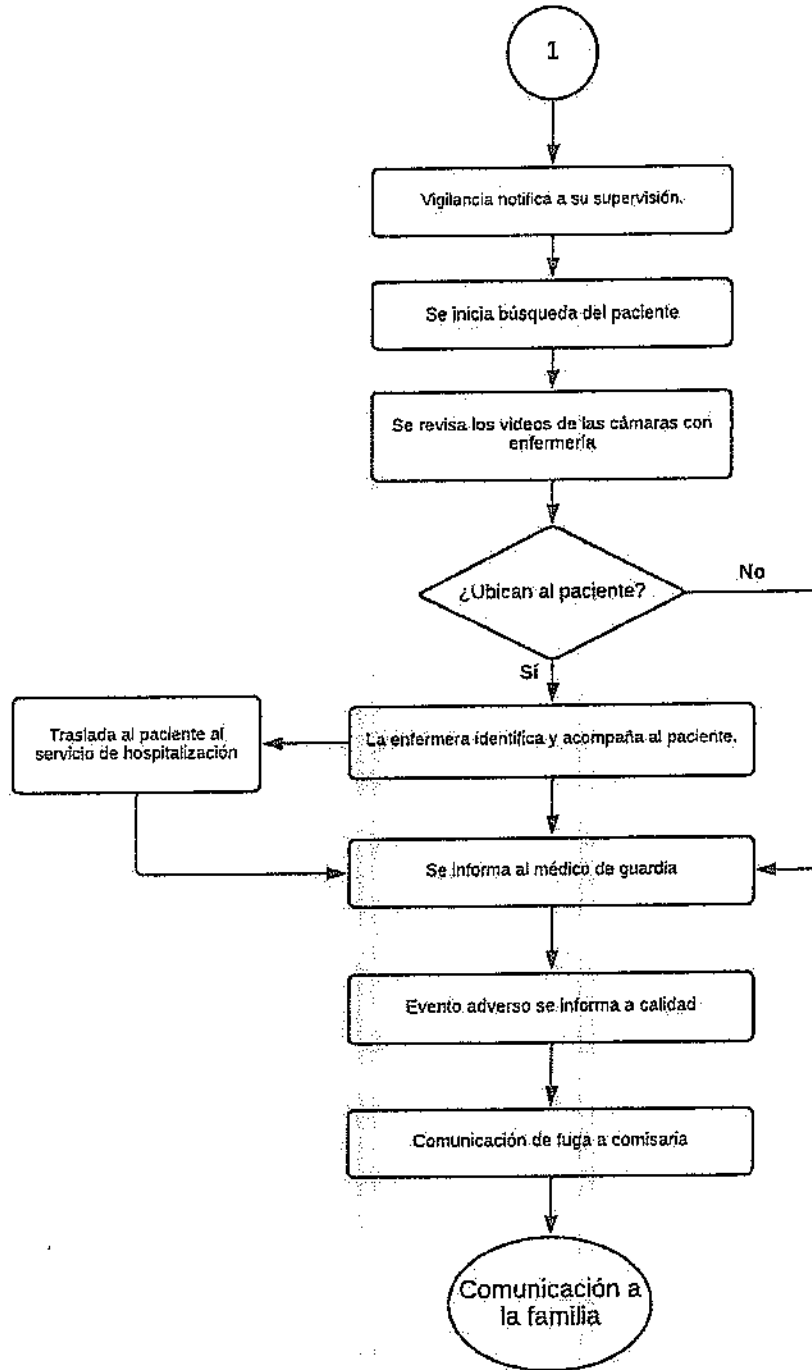 1
Vigilancia notifica a su supervisión.
Se inicia búsqueda del paciente
Se revisa los videos de las cámaras con
enfermería
¿Ubican al paciente?
No
Sí
Traslada al paciente al
servicio de hospitalización
La enfermera identifica y acompaña al paciente.
Se informa al médico de guardia
Evento adverso se informa a calidad
Comunicación de fuga a comisaria
Comunicación a
la familia